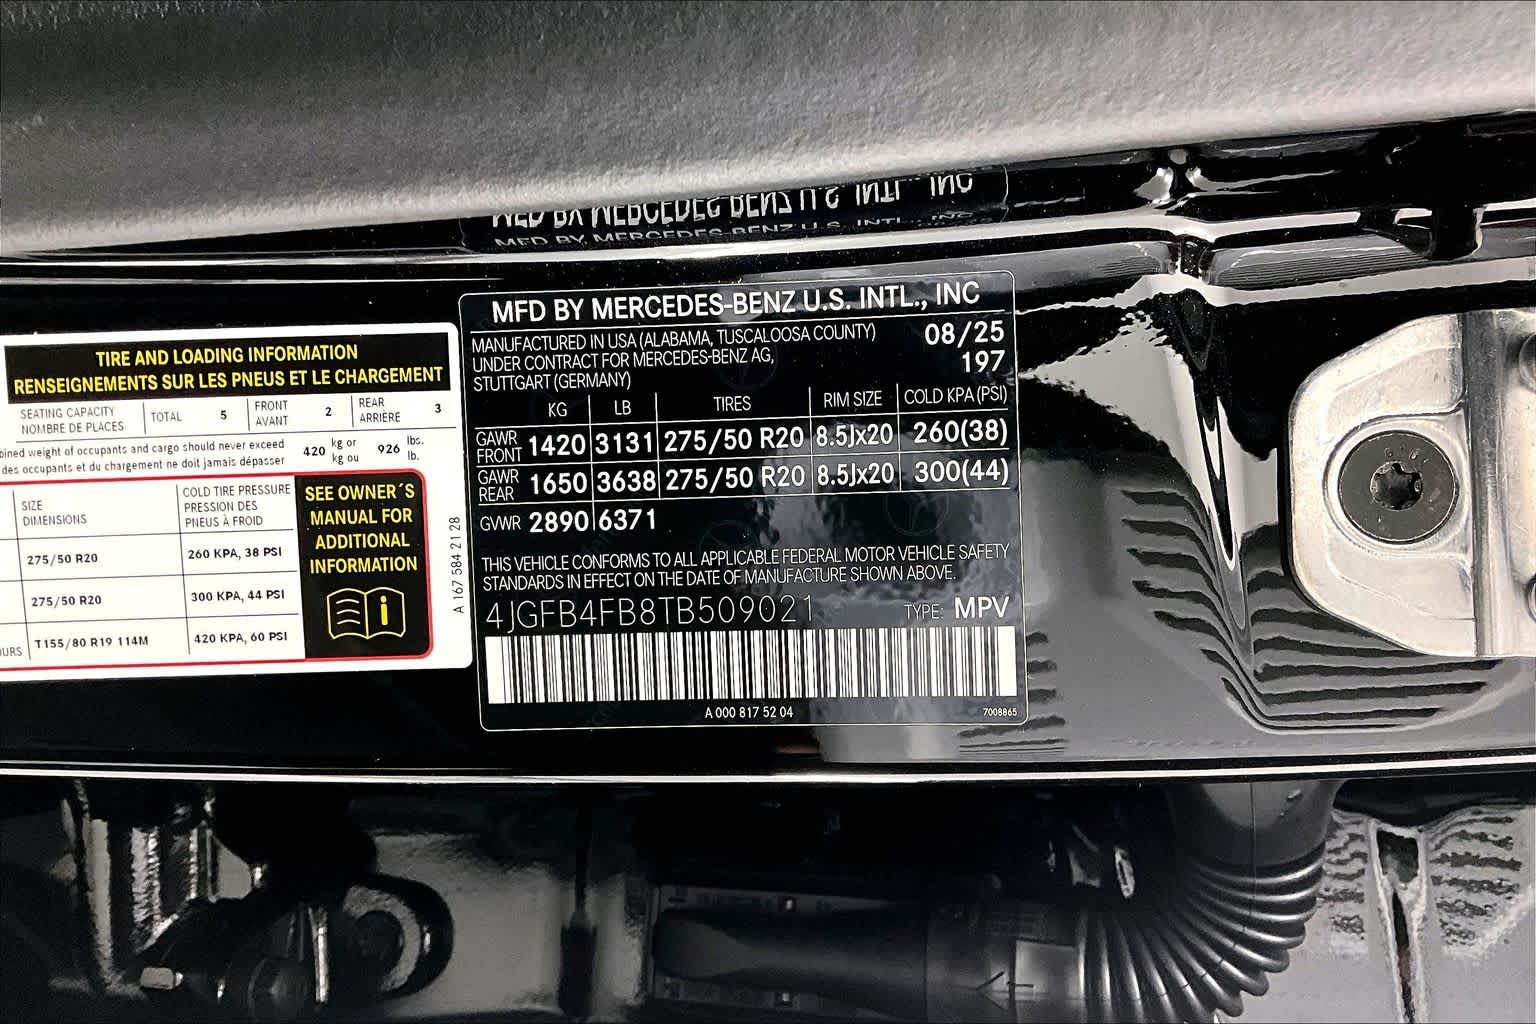 MFD BY MERCEDES-BENZ U.S. INTL., INC
MANUFACTURED IN USA (ALABAMA, TUSCALOOSA COUNTY) 08/25
UNDER CONTRACT FOR MERCEDES-BENZ AG, 197
STUTTGART (GERMANY)
KG LB TIRES RIM SIZE COLD KPA (PSI)
GAWR FRONT 1420 3131 275/50 R20 8.5Jx20 260(38)
GAWR REAR 1650 3638 275/50 R20 8.5Jx20 300(44)
GVWR 2890 6371
THIS VEHICLE CONFORMS TO ALL APPLICABLE FEDERAL MOTOR VEHICLE SAFETY
STANDARDS IN EFFECT ON THE DATE OF MANUFACTURE SHOWN ABOVE.
4JGFB4FB8TB509021 TYPE: MPV
A 000 817 52 04 7008865
TIRE AND LOADING INFORMATION
RENSEIGNEMENTS SUR LES PNEUS ET LE CHARGEMENT
SEATING CAPACITY
NOMBRE DE PLACES
TOTAL 5
FRONT
AVANT
2
REAR
ARRIÈRE
3
weight of occupants and cargo should never exceed
des occupants et du chargement ne doit jamais dépasser
420 kg or
kg ou
926 lbs.
lb.
SIZE
DIMENSIONS
COLD TIRE PRESSURE
PRESSION DES
PNEUS À FROID
275/50 R20 260 KPA, 38 PSI
275/50 R20 300 KPA, 44 PSI
T155/80 R19 114M 420 KPA, 60 PSI
SEE OWNER´S
MANUAL FOR
ADDITIONAL
INFORMATION
i
A 167 584 21 28